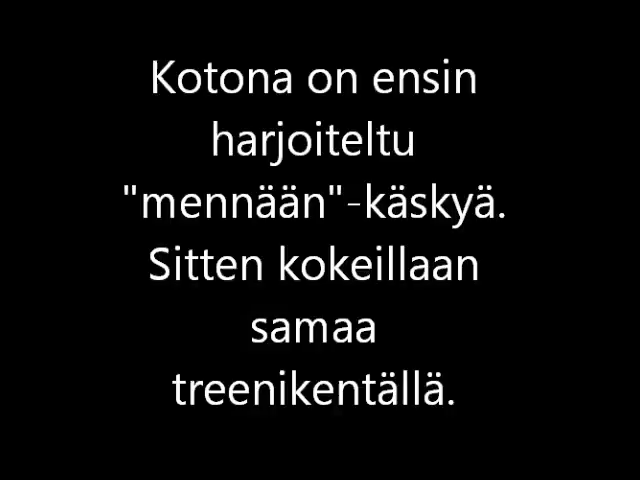 Kotona on ensin
harjoiteltu
"mennään"-käskyä.
Sitten kokeillaan
samaa
treenikentällä.